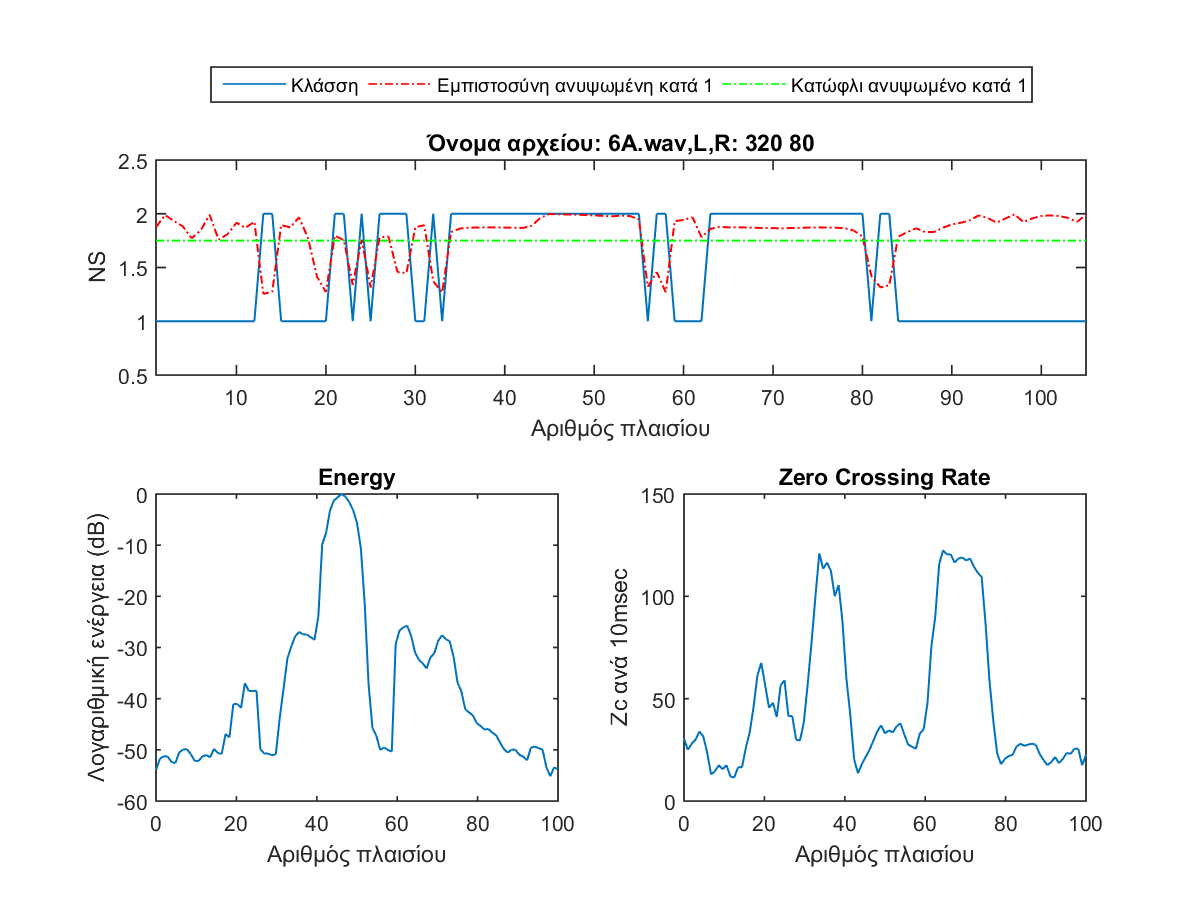 Κλάσση Εμπιστοσύνη ανυψωμένη κατά 1 Κατώφλι ανυψωμένο κατά 1
Όνομα αρχείου: 6A.wav,L,R: 320 80
2.5
2
1.5
1
0.5
NS
10 20 30 40 50 60 70 80 90 100
Αριθμός πλαισίου
Energy
0
-10
-20
-30
-40
-50
-60
Λογαριθμική ενέργεια (dB)
0 20 40 60 80 100
Αριθμός πλαισίου
Zero Crossing Rate
150
100
50
0
Zc ανά 10msec
0 20 40 60 80 100
Αριθμός πλαισίου